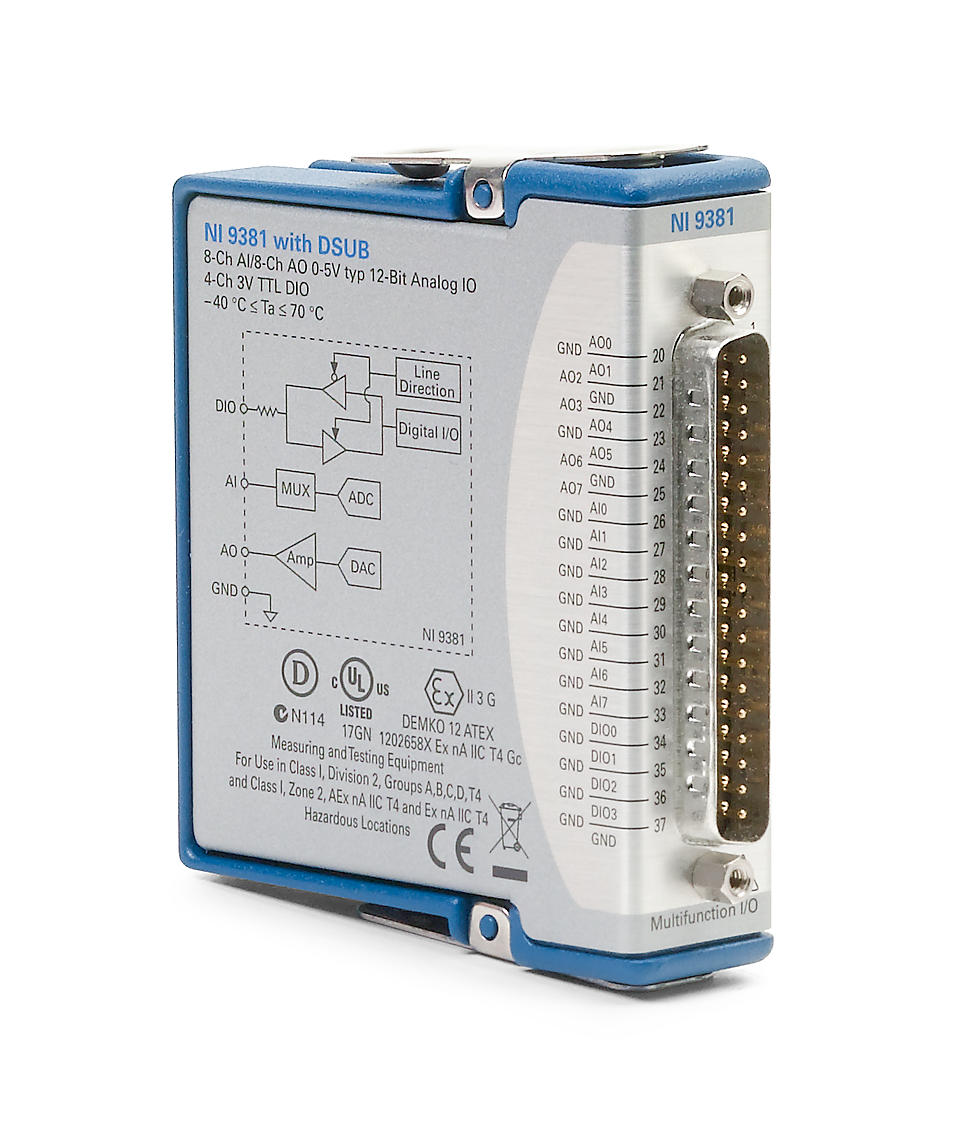 NI 9381 with DSUB
8-Ch AI/8-Ch AO 0-5V typ 12-Bit Analog IO
4-Ch 3V TTL DIO
−40 °C ≤ Ta ≤ 70 °C
Line
Direction
DIO
Digital I/O
AI
MUX
ADC
AO
Amp
DAC
GND
NI 9381
D
C UL US
LISTED
17GN
N114
Ex II 3 G
DEMKO 12 ATEX
1202658X Ex nA IIC T4 Gc
Measuring and Testing Equipment
For Use in Class I, Division 2, Groups A,B,C,D,T4
and Class I, Zone 2, AEx nA IIC T4 and Ex nA IIC T4
Hazardous Locations
CE
NI 9381
1
AO0
GND 20
AO1
AO2 21
GND
AO3 22
AO4
GND 23
AO5
AO6 24
GND
AO7 25
AI0
GND 26
AI1
GND 27
AI2
GND 28
AI3
GND 29
AI4
GND 30
AI5
GND 31
AI6
GND 32
AI7
GND 33
DIO0
GND 34
DIO1
GND 35
DIO2
GND 36
DIO3
GND 37
GND
Multifunction I/O